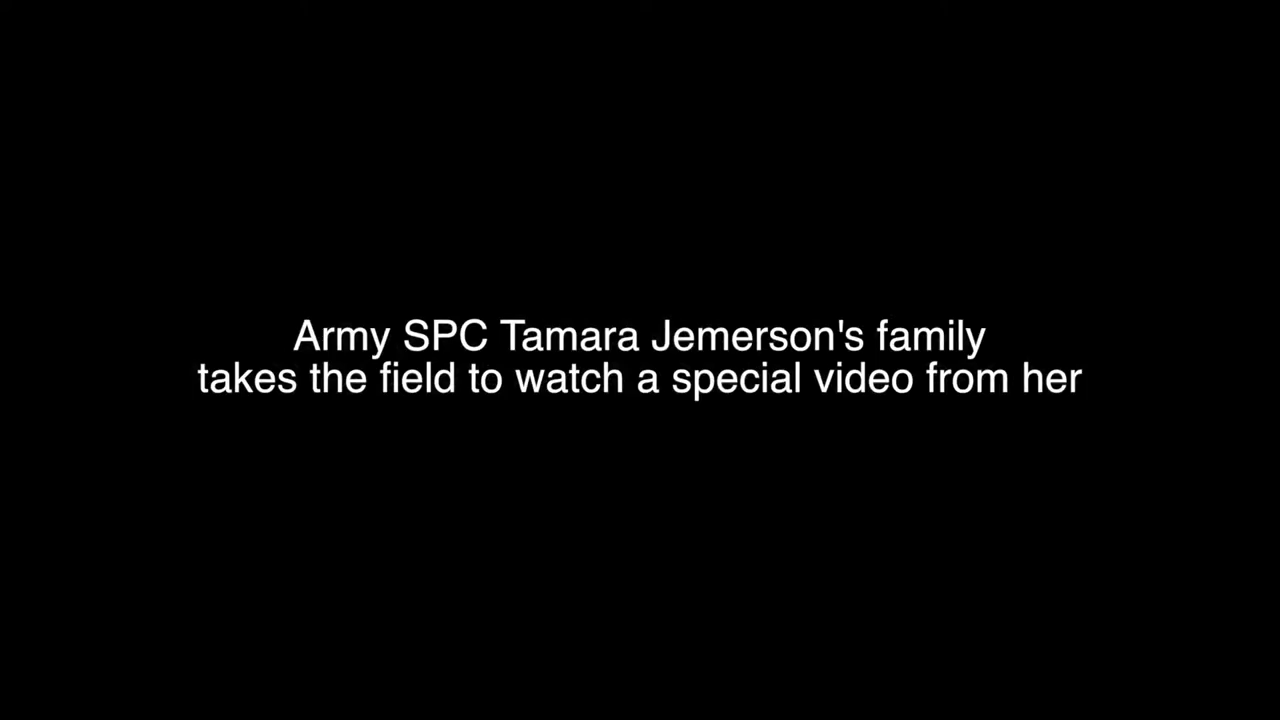 Army SPC Tamara Jemerson's family
takes the field to watch a special video from her